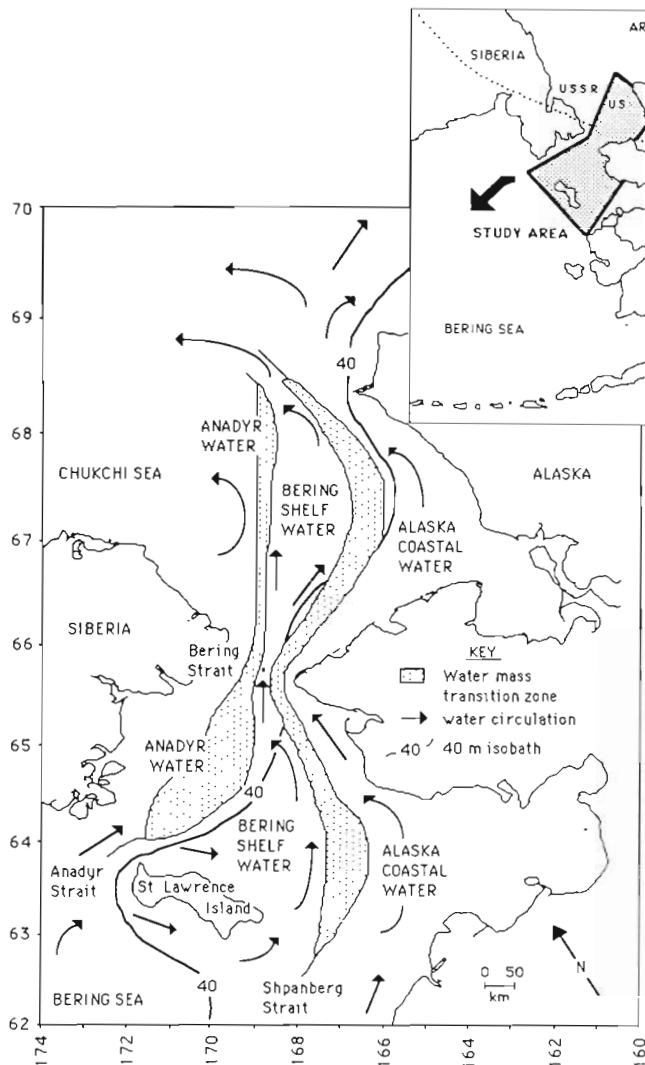 AR
SIBERIA
USSR
US
STUDY AREA
BERING SEA
70
69
68
67
66
65
64
63
62
40
ANADYR
WATER
CHUKCHI SEA
BERING
SHELF
WATER
ALASKA
COASTAL
WATER
ALASKA
SIBERIA
Bering
Strait
KEY
Water mass
transition zone
water circulation
40 40 m isobath
ANADYR
WATER
40
BERING
SHELF
WATER
ALASKA
COASTAL
WATER
Anadyr
Strait
St Lawrence
Island
BERING SEA
40
Shpanberg
Strait
0 50
km
N
174
172
170
168
166
164
162
160